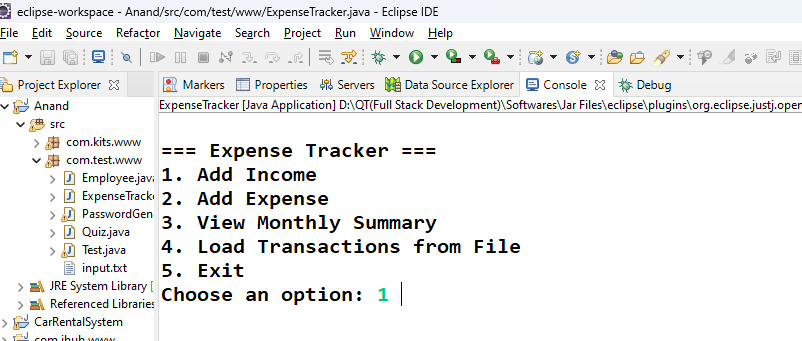 eclipse-workspace - Anand/src/com/test/www/ExpenseTracker.java - Eclipse IDE
File Edit Source Refactor Navigate Search Project Run Window Help
Project Explorer
Markers Properties Servers Data Source Explorer Console Debug
ExpenseTracker [Java Application] D:\QT(Full Stack Development)\Softwares\Jar Files\eclipse\plugins\org.eclipse.justj.open
Anand
src
com.kits.www
com.test.www
Employee.java
ExpenseTracke
PasswordGen
Quiz.java
Test.java
input.txt
JRE System Library [
Referenced Libraries
CarRentalSystem
com.ihub.www
=== Expense Tracker ===
1. Add Income
2. Add Expense
3. View Monthly Summary
4. Load Transactions from File
5. Exit
Choose an option: 1